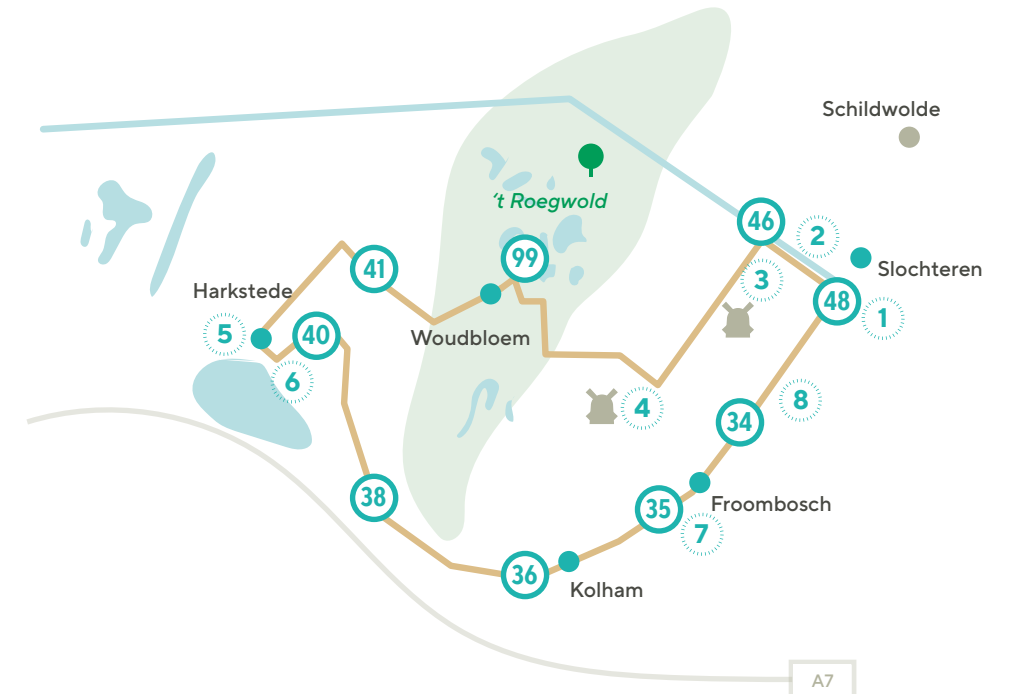 Schildwolde
't Roegwold
46
2
99
Slochteren
41
3
Harkstede
48
1
5
40
Woudbloem
6
8
4
34
38
Froombosch
35
7
36
Kolham
A7